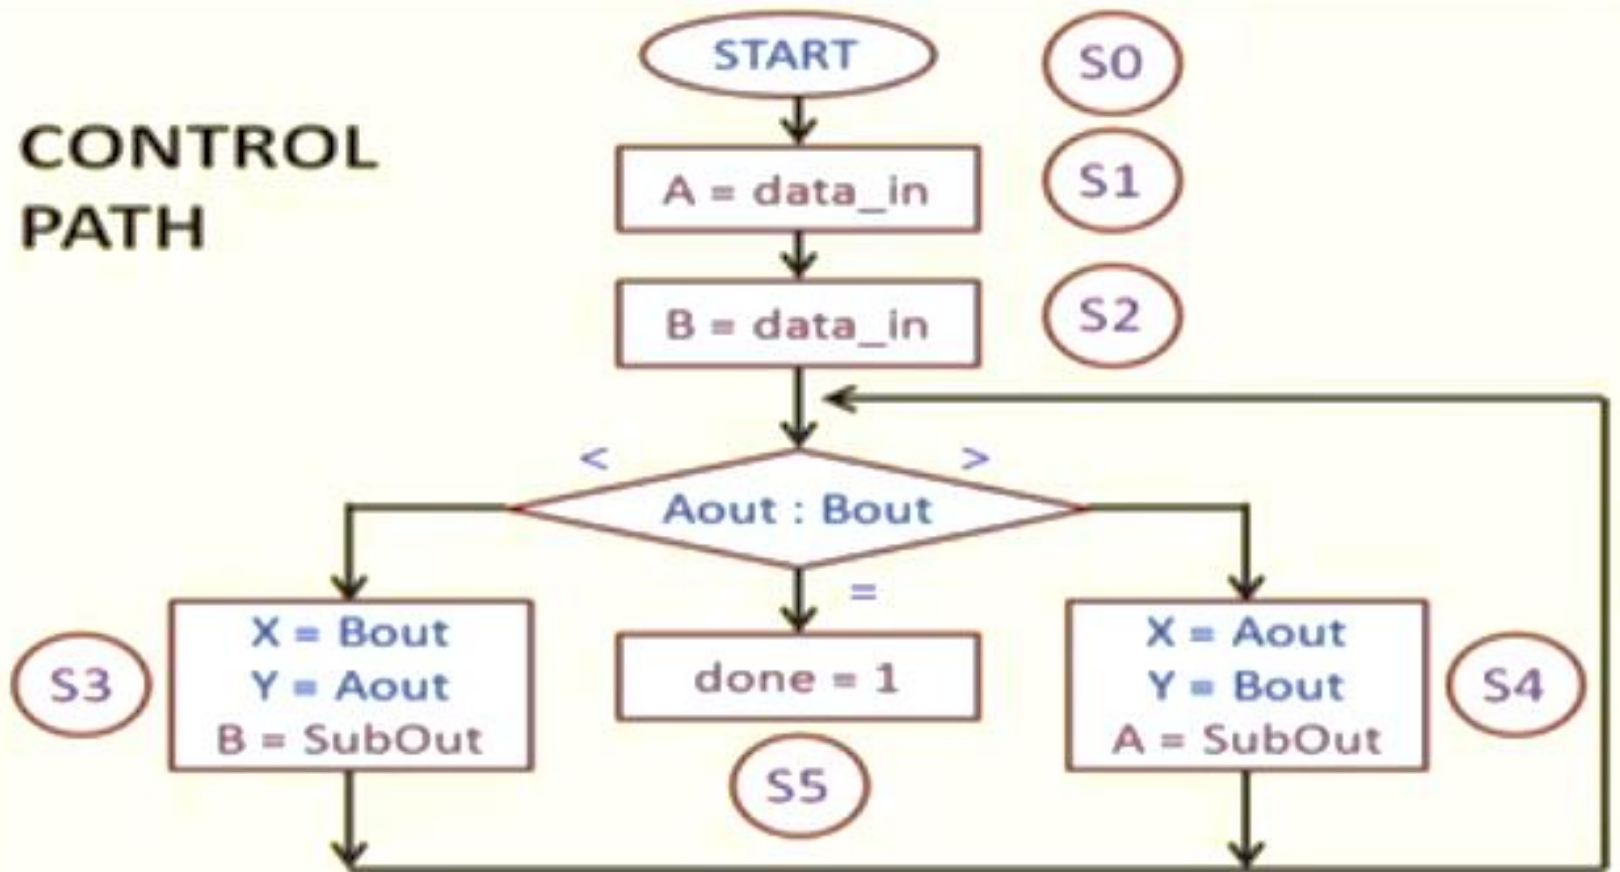 START
S0
CONTROL
PATH
A = data_in
S1
B = data_in
S2
<
>
Aout : Bout
=
S3
X = Bout
Y = Aout
B = SubOut
done = 1
S5
X = Aout
Y = Bout
A = SubOut
S4